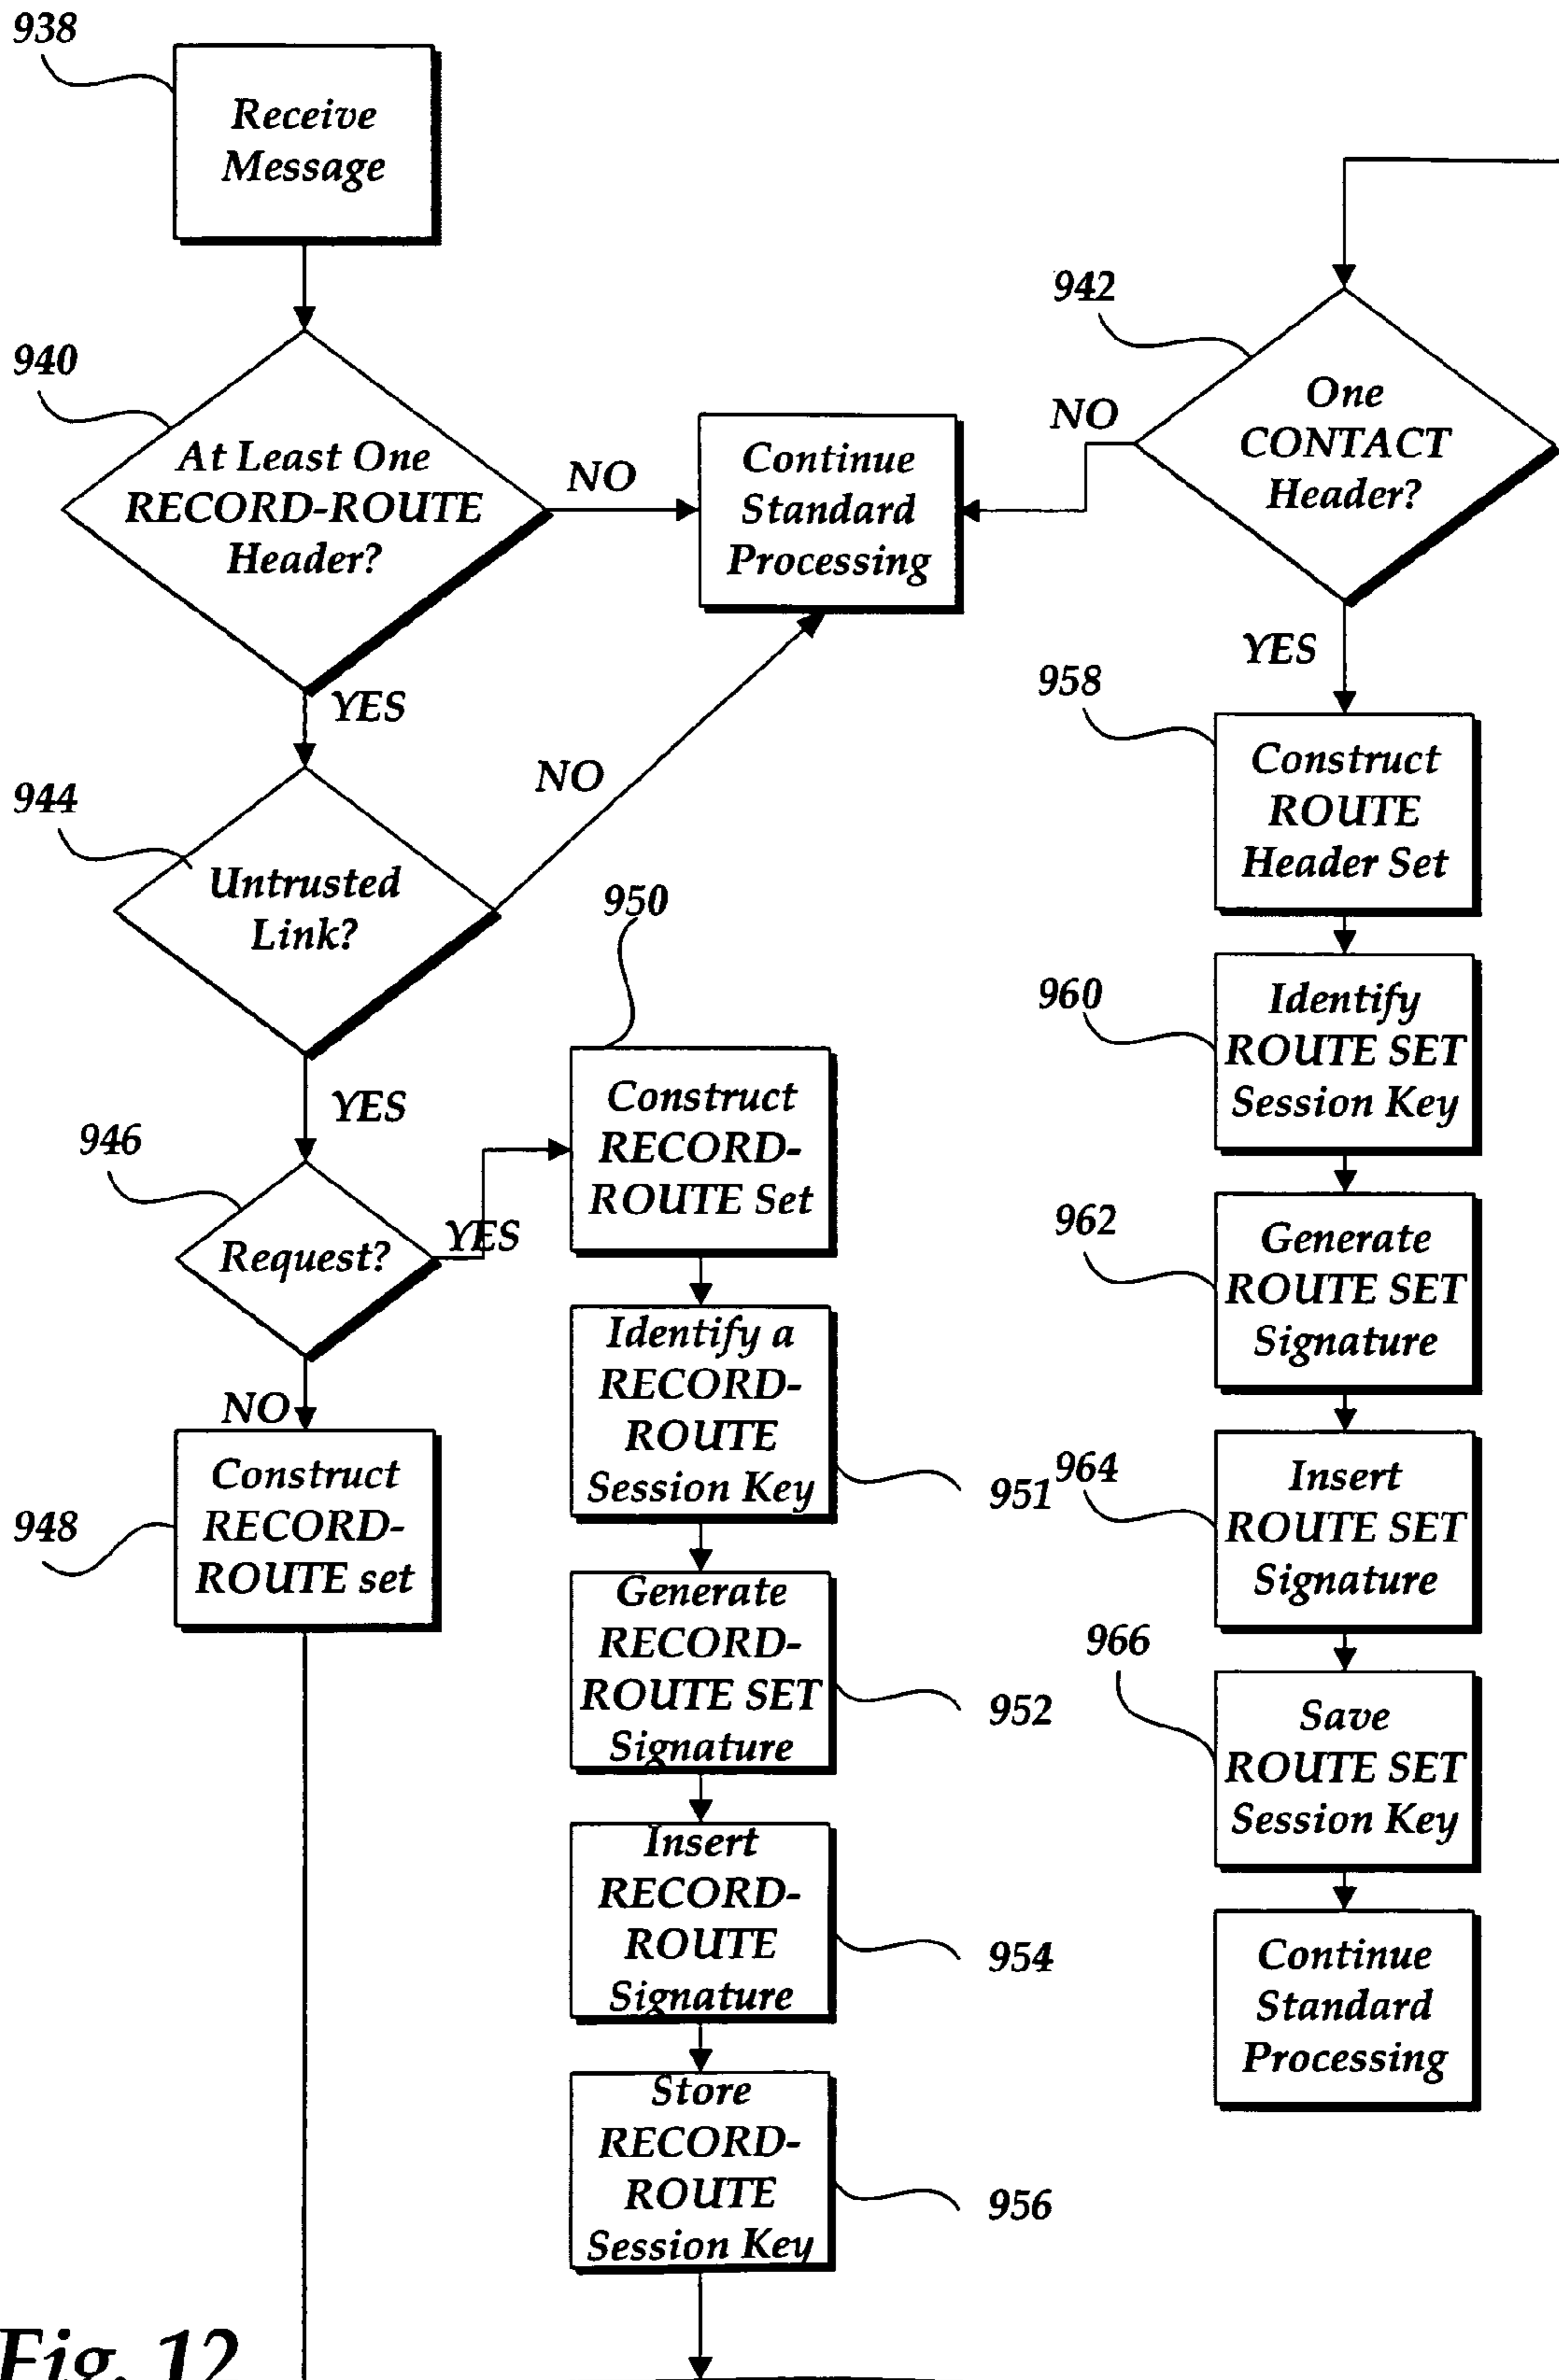 938
Receive
Message
940
At Least One
RECORD-ROUTE
Header?
NO
Continue
Standard
Processing
942
One
CONTACT
Header?
NO
YES
YES
944
Untrusted
Link?
NO
YES
946
Request?
YES
NO
948
Construct
RECORD-
ROUTE set
950
Construct
RECORD-
ROUTE Set
Identify a
RECORD-
ROUTE
Session Key
951
Generate
RECORD-
ROUTE SET
Signature
952
Insert
RECORD-
ROUTE
Signature
954
Store
RECORD-
ROUTE
Session Key
956
958
Construct
ROUTE
Header Set
960
Identify
ROUTE SET
Session Key
962
Generate
ROUTE SET
Signature
964
Insert
ROUTE SET
Signature
966
Save
ROUTE SET
Session Key
Continue
Standard
Processing
Fig. 12